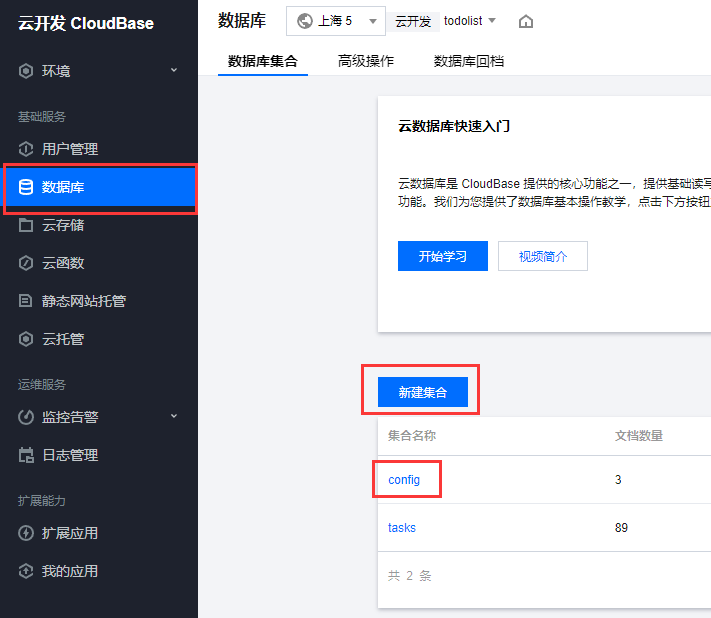 云开发 CloudBase
环境
基础服务
用户管理
数据库
云存储
云函数
静态网站托管
云托管
运维服务
监控告警
日志管理
扩展能力
扩展应用
我的应用
数据库 上海 5 云开发 todolist
数据库集合 高级操作 数据库回档
云数据库快速入门
云数据库是 CloudBase 提供的核心功能之一，提供基础读写
功能。我们为您提供了数据库基本操作教学，点击下方按钮
开始学习 视频简介
新建集合
集合名称 文档数量
config 3
tasks 89
共 2 条